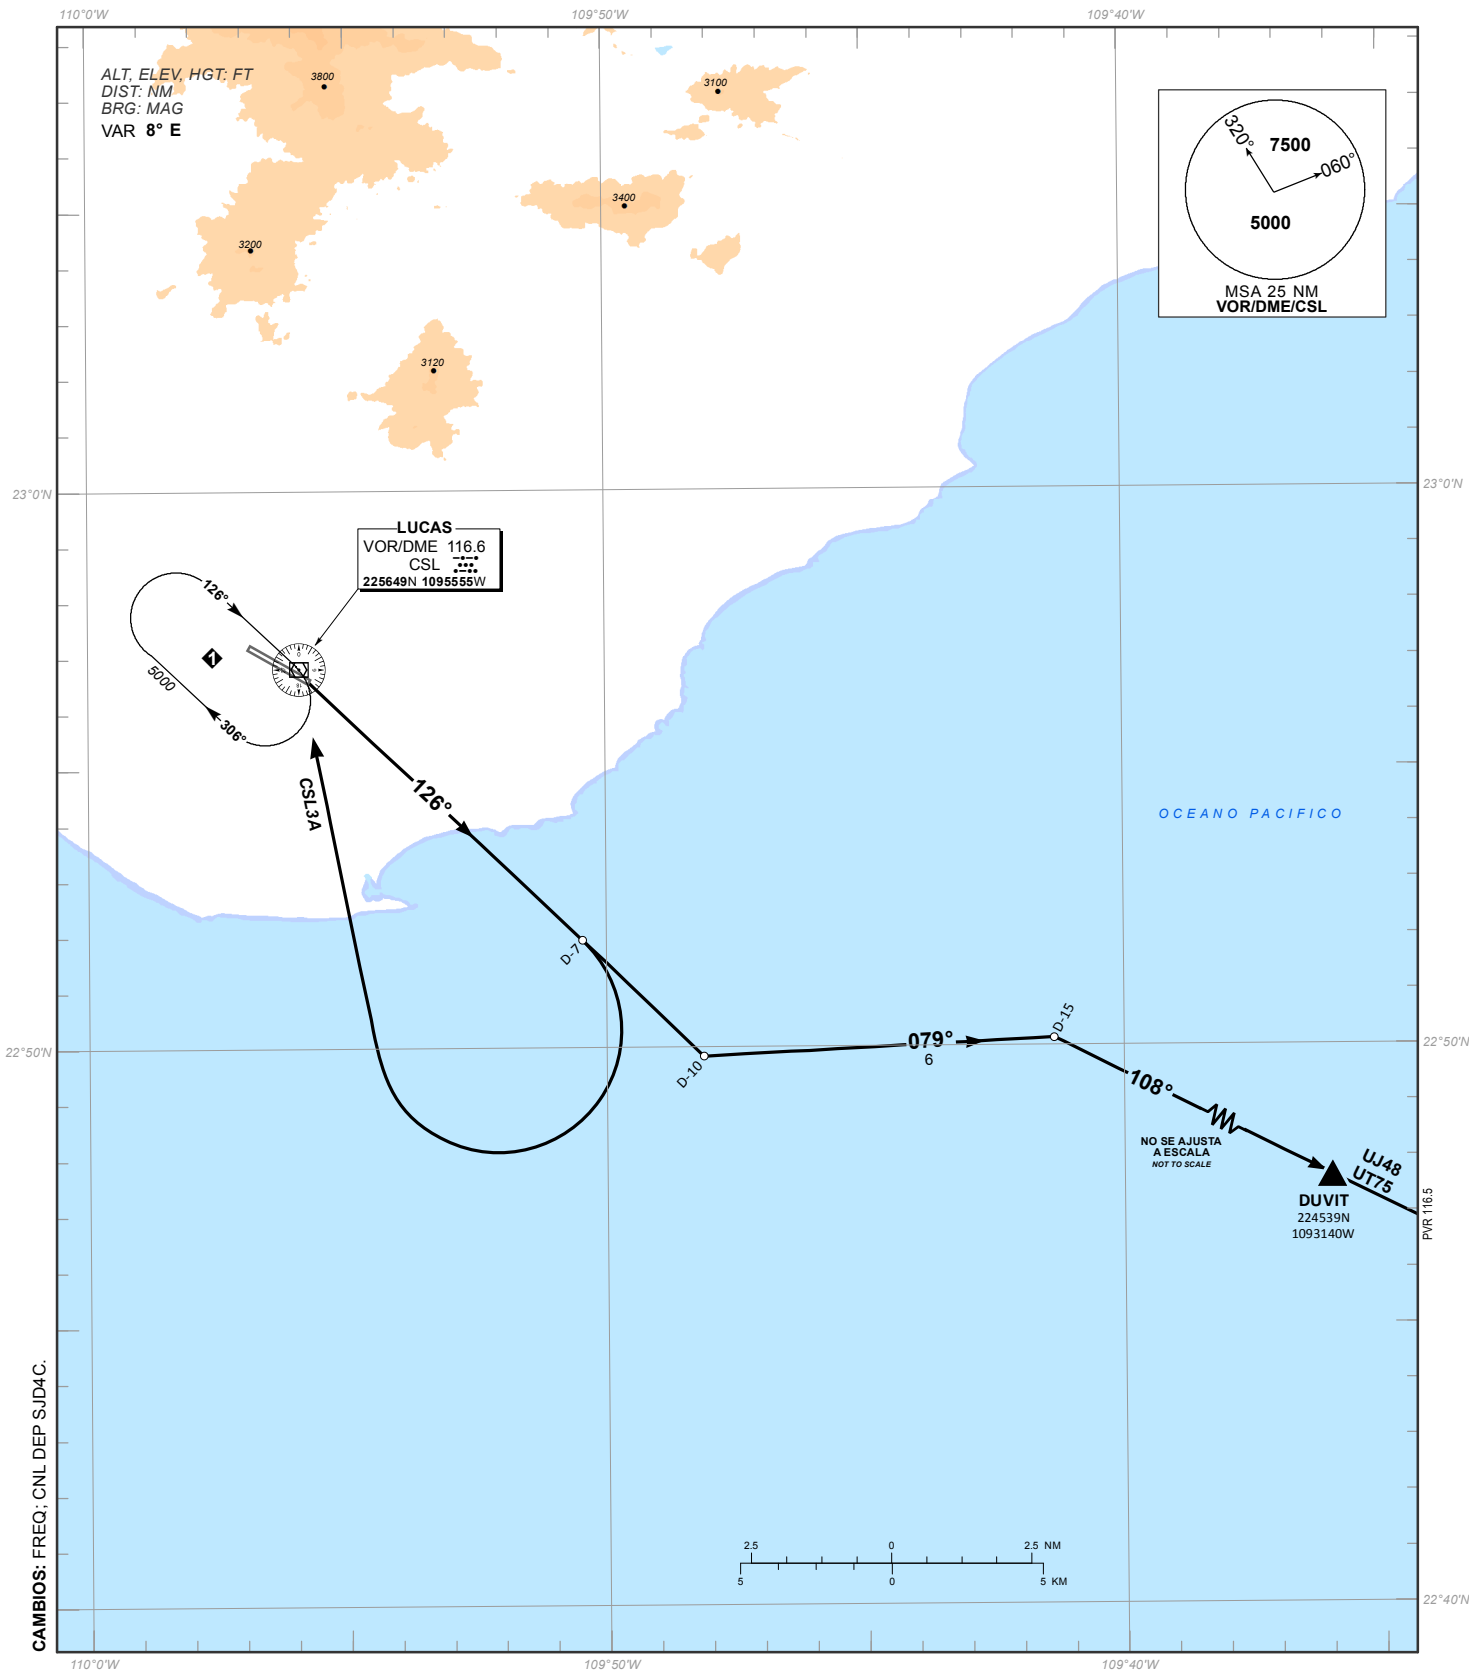 110°0'W
109°50'W
109°40'W
ALT, ELEV, HGT: FT
DIST: NM
BRG: MAG
VAR 8° E
3800
3100
3400
3200
3120
320°
7500
060°
5000
MSA 25 NM
VOR/DME/CSL
23°0'N
23°0'N
LUCAS
VOR/DME 116.6
CSL
225649N 1095555W
126°
1
5000
306°
CSL3A
126°
OCEANO PACIFICO
D-7
D-10
079°
6
D-15
22°50'N
22°50'N
108°
NO SE AJUSTA
A ESCALA
NOT TO SCALE
UJ48
UT75
DUVIT
224539N
1093140W
PVR 116.5
CAMBIOS: FREQ; CNL DEP SJD4C.
2.5 0 2.5 NM
5 0 5 KM
22°40'N
110°0'W
109°50'W
109°40'W